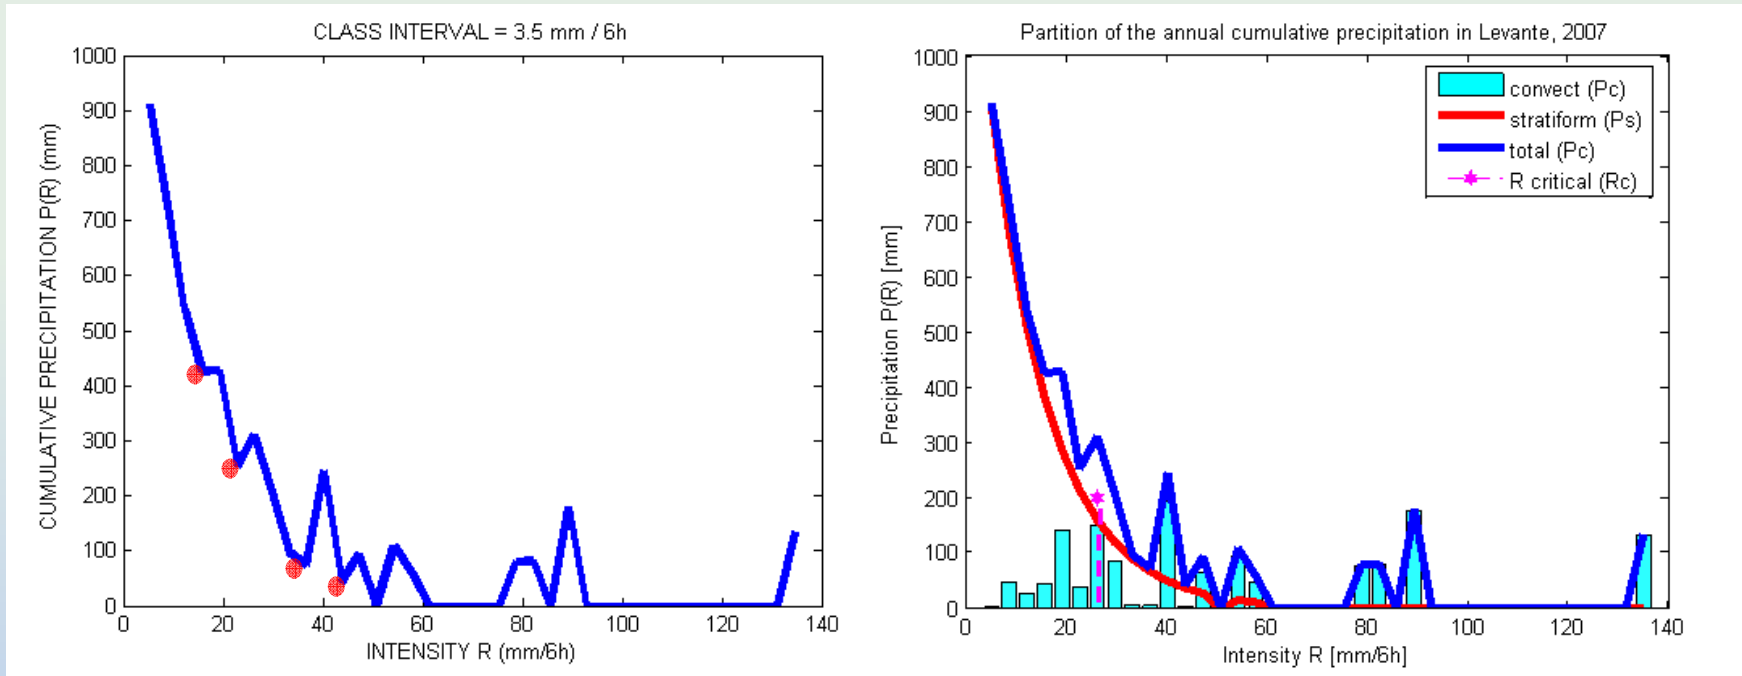 CLASS INTERVAL = 3.5 mm / 6h
CUMULATIVE PRECIPITATION P(R) (mm)
1000
900
800
700
600
500
400
300
200
100
0
0 20 40 60 80 100 120 140
INTENSITY R (mm/6h)
Partition of the annual cumulative precipitation in Levante, 2007
Precipitation P(R) [mm]
1000
900
800
700
600
500
400
300
200
100
0
convect (Pc)
stratiform (Ps)
total (Pc)
R critical (Rc)
0 20 40 60 80 100 120 140
Intensity R [mm/6h]